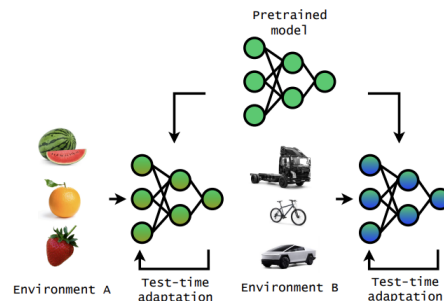 Pretrained
model
Environment A
Test-time
adaptation
Environment B
Test-time
adaptation